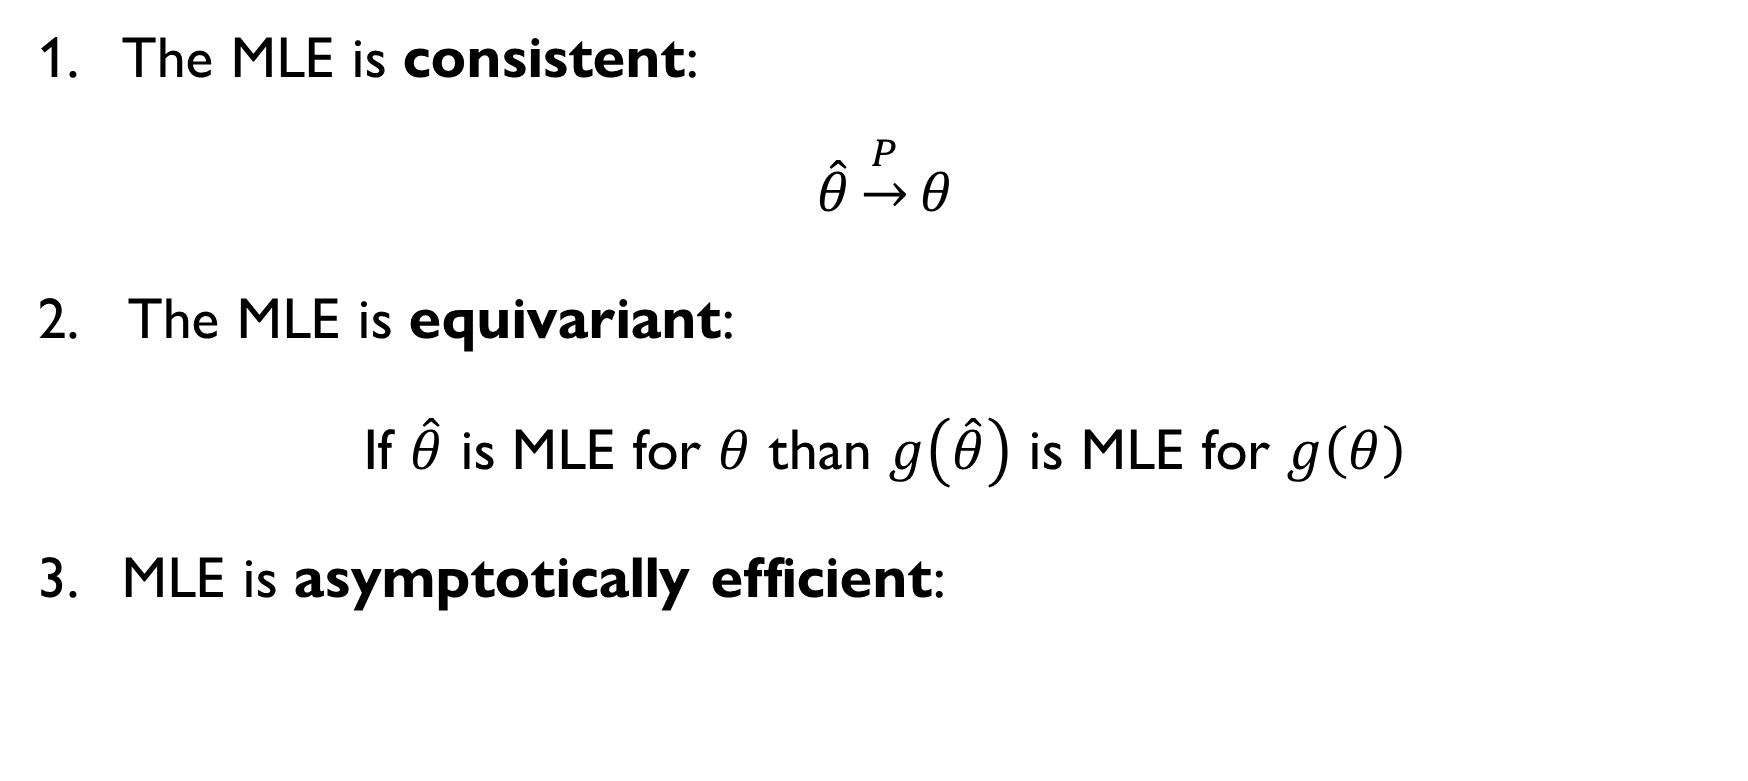 1. The MLE is consistent:
θ̂ →ᴾ θ
2. The MLE is equivariant:
If θ̂ is MLE for θ than g(θ̂) is MLE for g(θ)
3. MLE is asymptotically efficient: